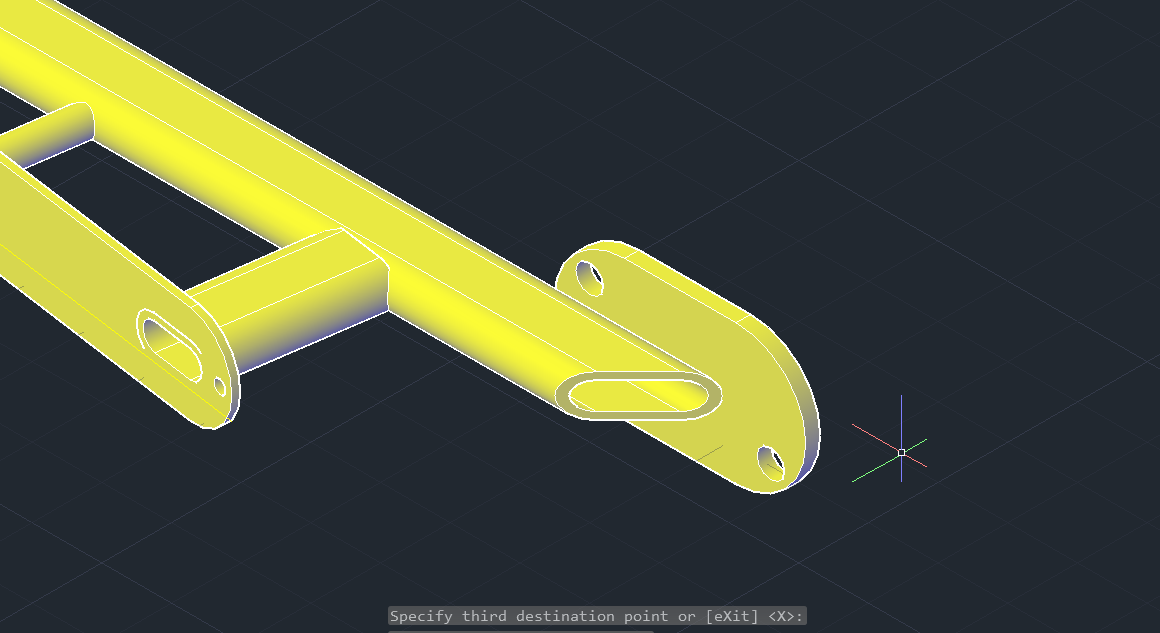 Specify third destination point or [eXit] <X>: